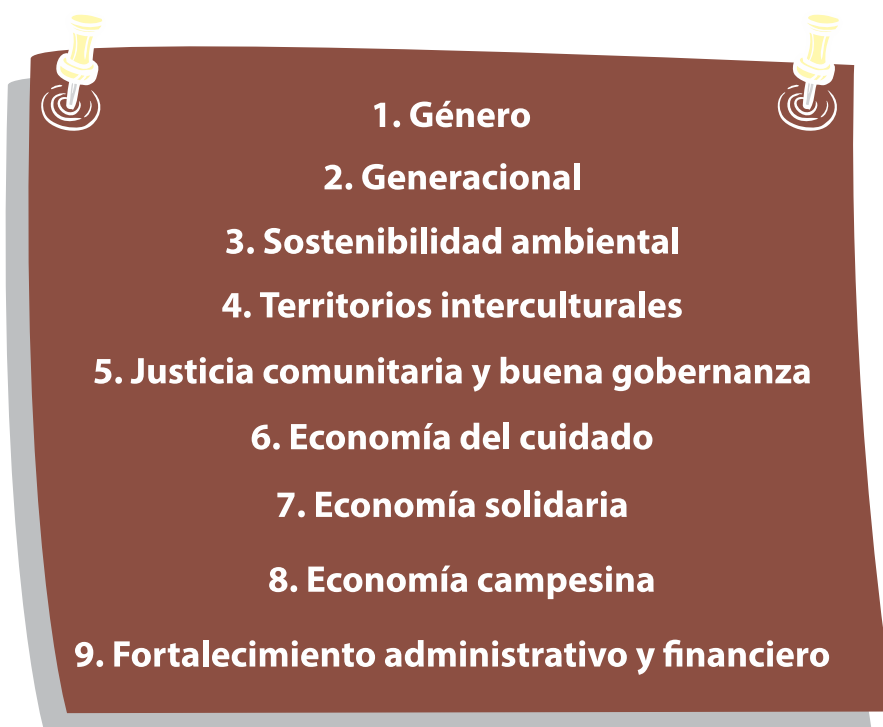 1. Género
2. Generacional
3. Sostenibilidad ambiental
4. Territorios interculturales
5. Justicia comunitaria y buena gobernanza
6. Economía del cuidado
7. Economía solidaria
8. Economía campesina
9. Fortalecimiento administrativo y financiero